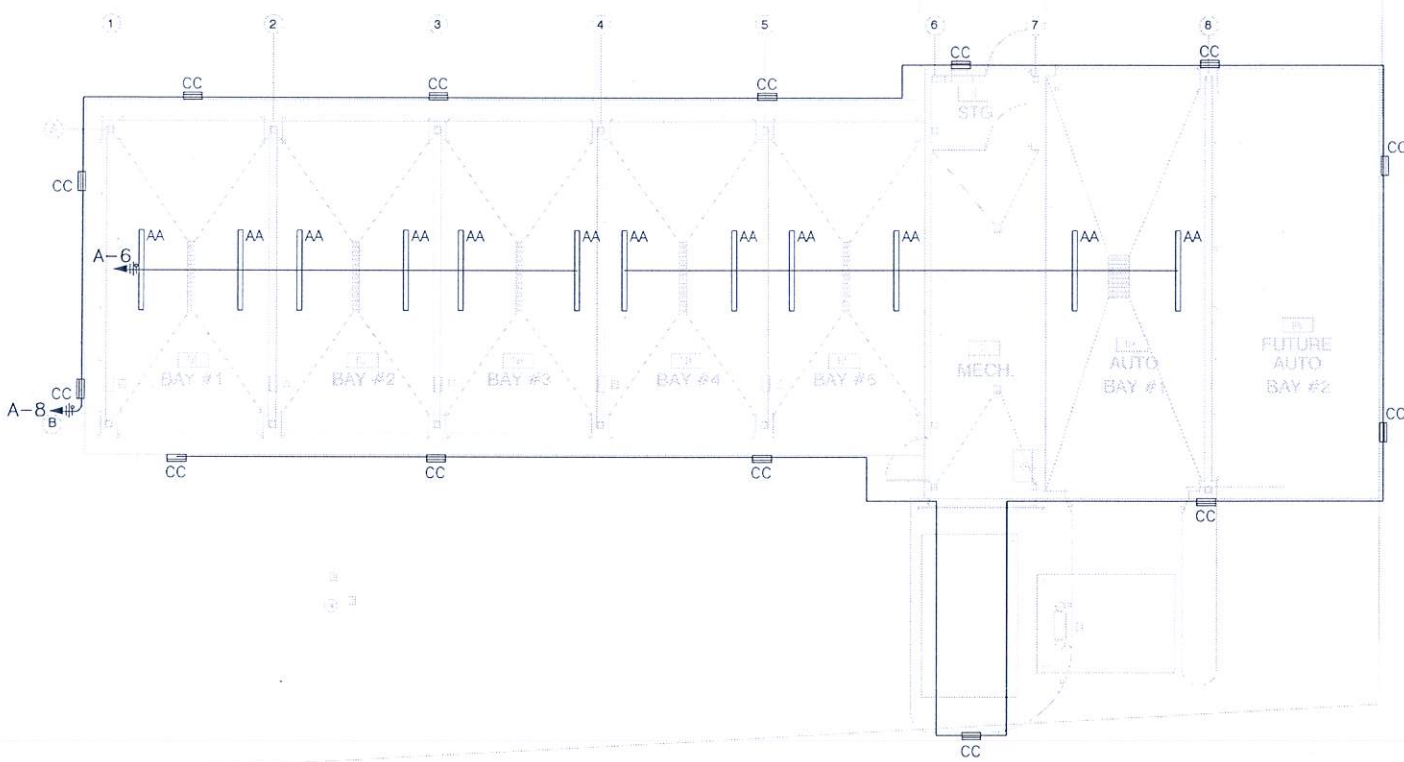 1 2 3 4 5 6 7 8
CC CC
CC CC CC
STG
CC
CC
AA AA AA AA AA AA AA AA AA AA AA AA
A-6
FUTURE
MECH. AUTO AUTO
BAY #1 BAY #2 BAY #3 BAY #4 BAY #5 BAY #1 BAY #2
CC
A-8
B
CC
CC CC CC
CC
CC